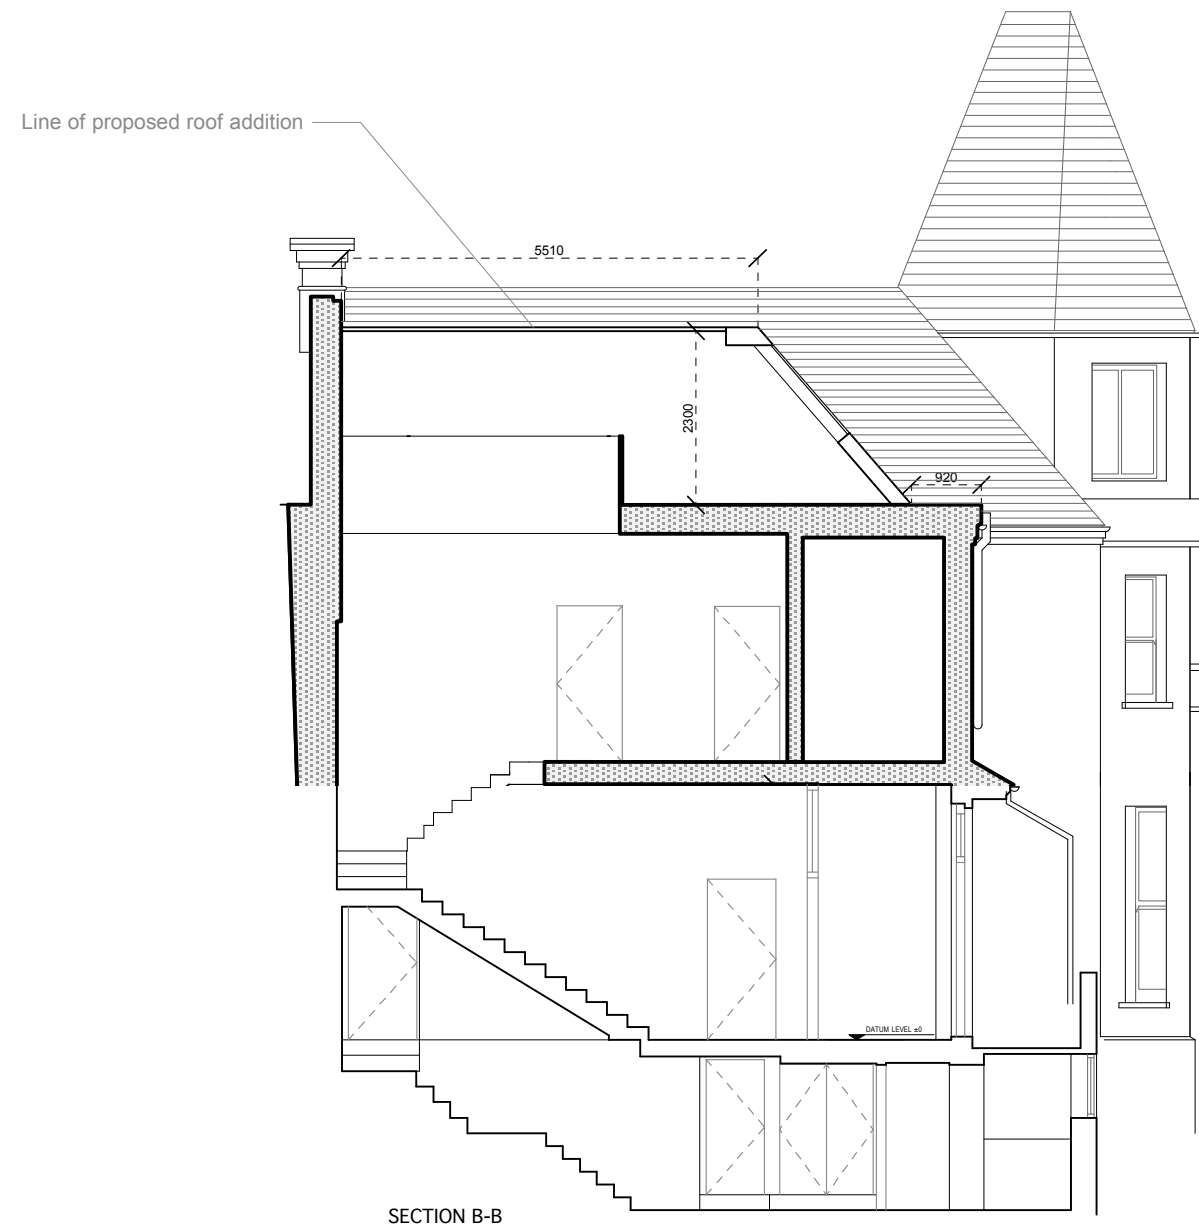 Line of proposed roof addition
5510
2300
920
DATUM LEVEL ±0
SECTION B-B